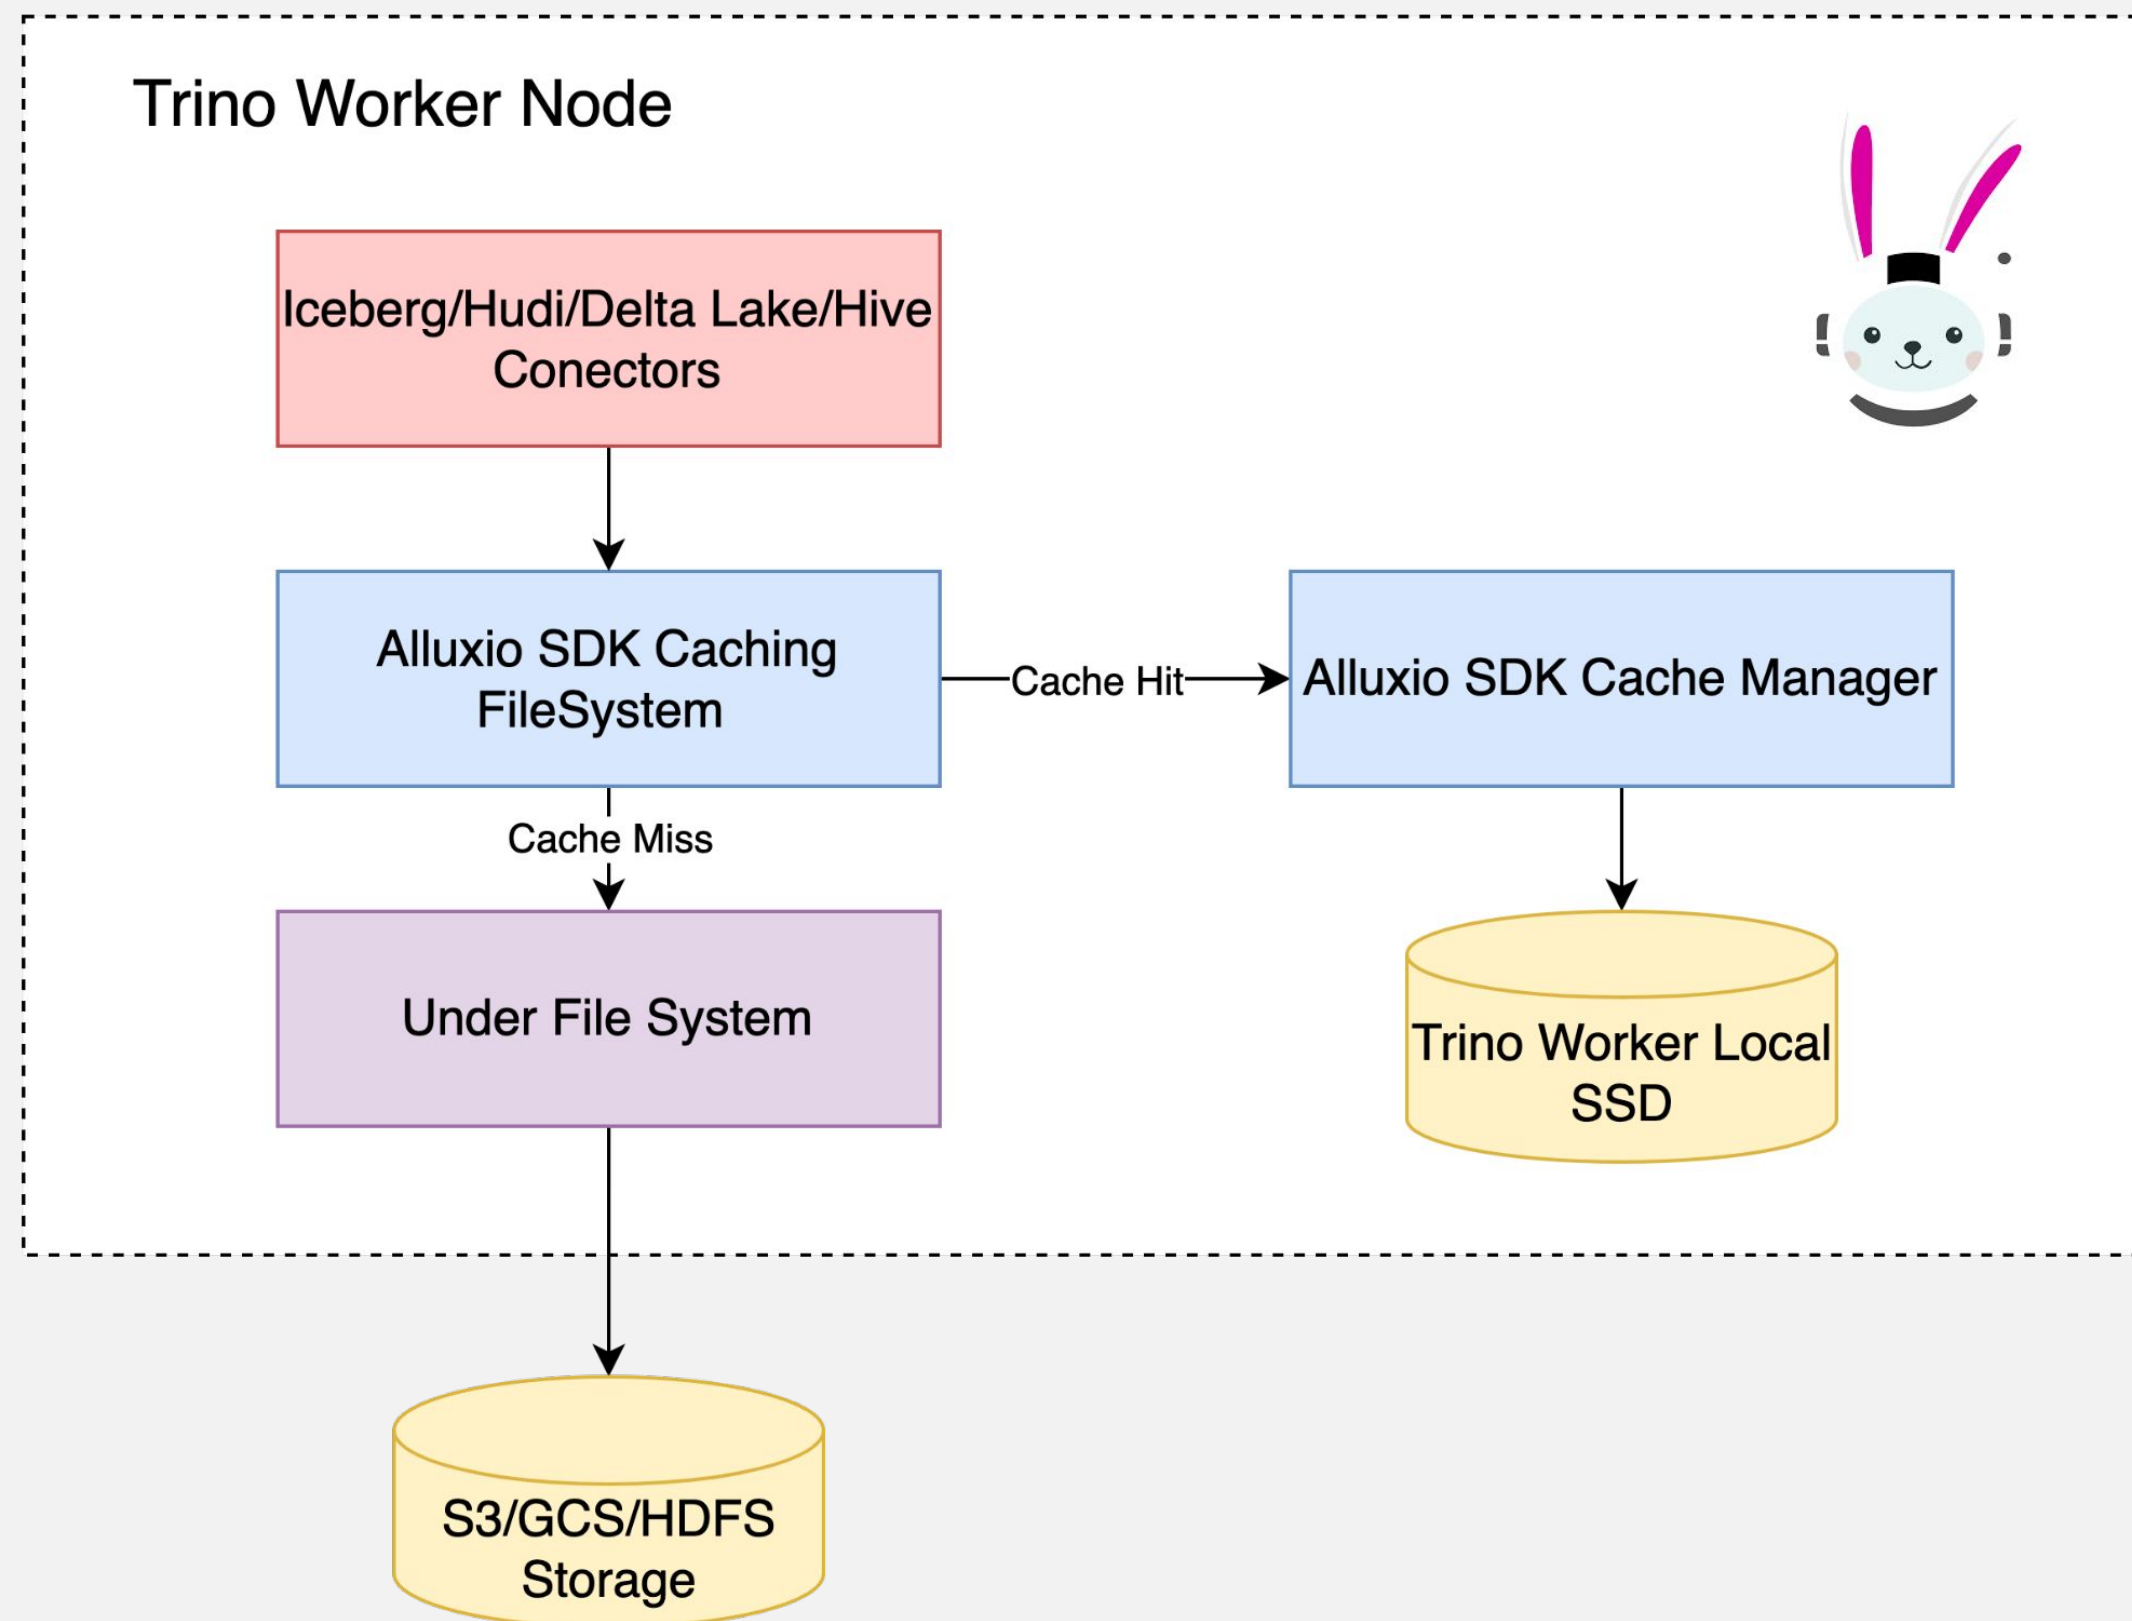 Trino Worker Node
Iceberg/Hudi/Delta Lake/Hive
Conectors
Alluxio SDK Caching
FileSystem
Cache Hit
Alluxio SDK Cache Manager
Cache Miss
Under File System
Trino Worker Local
SSD
S3/GCS/HDFS
Storage